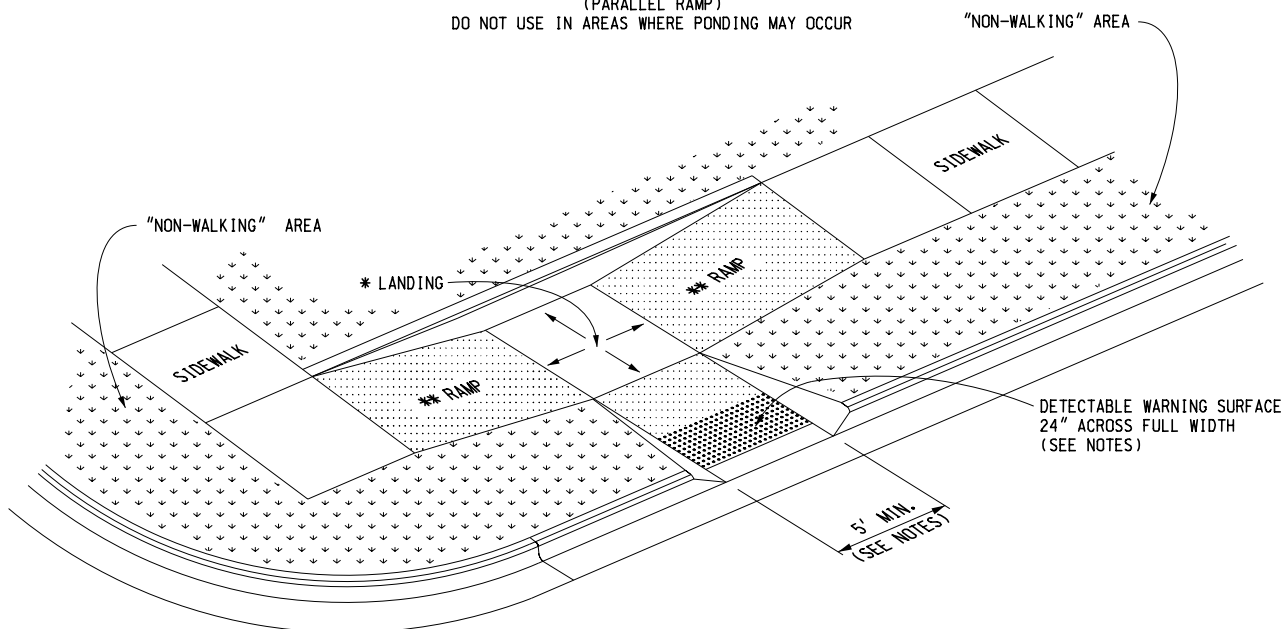 (PARALLEL RAMP)
DO NOT USE IN AREAS WHERE PONDING MAY OCCUR
"NON-WALKING" AREA
SIDEWALK
"NON-WALKING" AREA
* LANDING
** RAMP
SIDEWALK
** RAMP
DETECTABLE WARNING SURFACE
24" ACROSS FULL WIDTH
(SEE NOTES)
5' MIN.
(SEE NOTES)